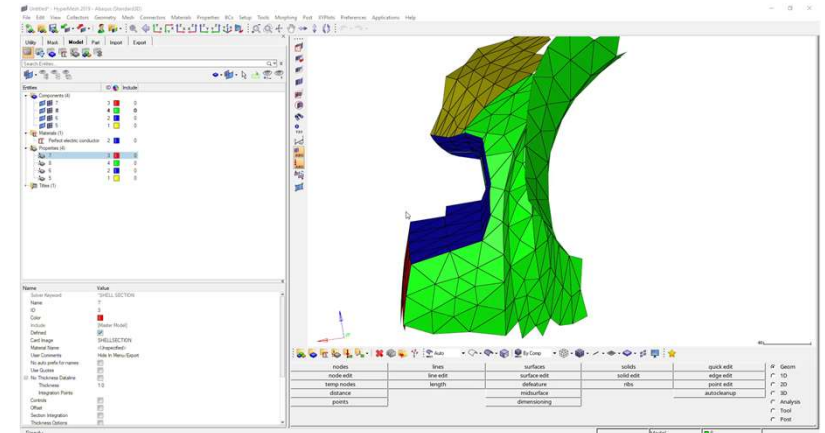 Untitled* - HyperMesh 2019 - Abaqus (Standard3D)
File Edit View Collectors Geometry Mesh Connectors Materials Properties BCs Setup Tools Morphing Post XYPlots Preferences Applications Help
Utility Mask Model Part Import Export
Search Entities
Entities ID Include
Components (4)
7 3 0
8 4 0
6 2 0
5 1 0
Materials (1)
Perfect electric conductor 2 0
Properties (4)
7 3 0
8 4 0
6 2 0
5 1 0
Titles (1)
Name Value
Solver Keyword *SHELL SECTION
Name 7
ID 3
Color
Include [Master Model]
Defined
Card Image SHELLSECTION
Material Name <Unspecified>
User Comments Hide In Menu/Export
No auto prefix for names
Use Quotes
No Thickness Dataline
Thickness 1.0
Integration Points
Controls
Offset
Section Integration
Thickness Options
Auto By Comp
nodes lines surfaces solids quick edit Geom
node edit line edit surface edit solid edit edge edit 1D
temp nodes length defeature ribs point edit 2D
distance midsurface autocleanup 3D
points dimensioning Analysis
Tool
Post
Ready
Model